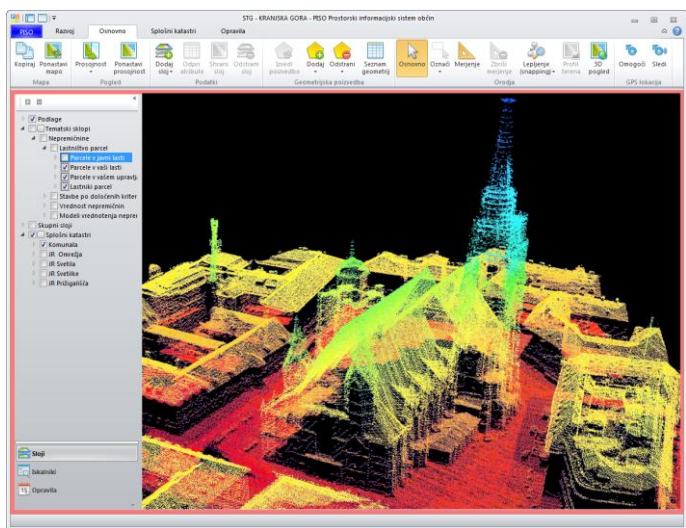 STG - KRANJSKA GORA - PISO Prostorski informacijski sistem občin
PISO Razvoj Osnovno Splošni katastri Opravila
Kopiraj Ponastavi mapo Prosojnost Ponastavi prosojnost Dodaj sloj Odpri atribute Shrani sloj Odstrani sloj Izvedi poizvedbo Dodaj Odstrani Seznam geometrij Osnovno Označi Merjenje Zbriši merjenje Lepljenje (snapping) Profil terena 3D pogled Omogoči Sledi
Mapa Pogled Podatki Geometrijska poizvedba Orodja GPS lokacija
Podlage
Tematski sklopi
Nepremičnine
Lastništvo parcel
Parcele v javni lasti
Parcele v vaši lasti
Parcele v vašem upravlj
Lastniki parcel
Stavbe po določenih kriter
Vrednost nepremičnin
Modeli vrednotenja neprer
Skupni sloji
Splošni katastri
Komunala
JR Omrežja
JR Svetila
JR Svetilke
JR Prižigališča
Sloji
Iskalniki
15 Opravila